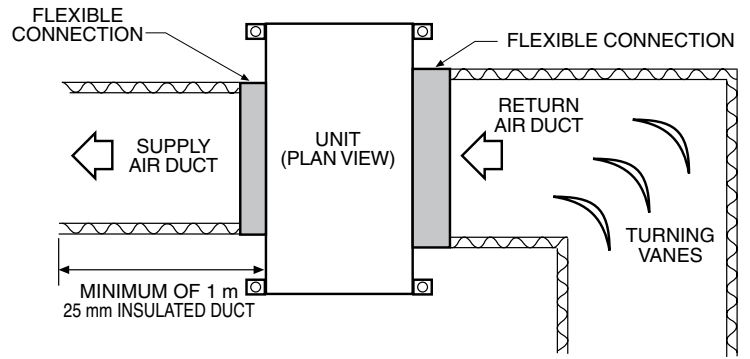 FLEXIBLE
CONNECTION
FLEXIBLE CONNECTION
SUPPLY
AIR DUCT
UNIT
(PLAN VIEW)
RETURN
AIR DUCT
TURNING
VANES
MINIMUM OF 1 m
25 mm INSULATED DUCT